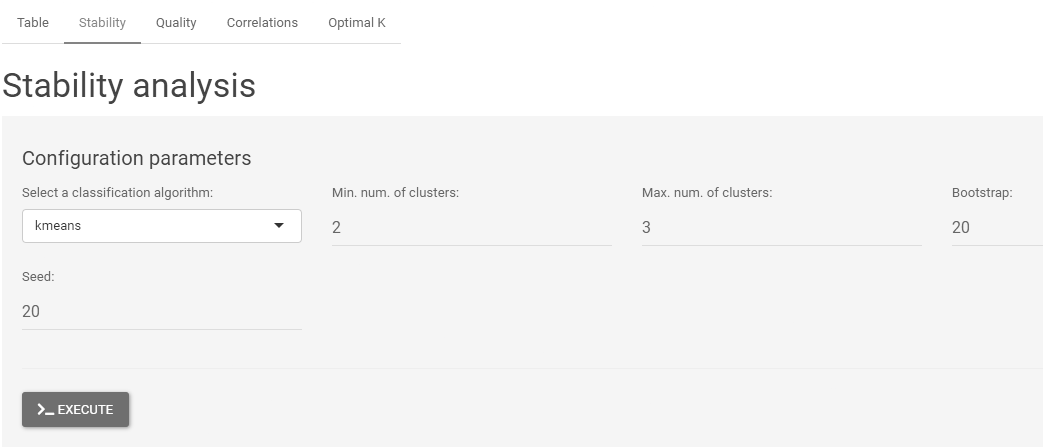 Table Stability Quality Correlations Optimal K
Stability analysis
Configuration parameters
Select a classification algorithm: Min. num. of clusters: Max. num. of clusters: Bootstrap:
kmeans 2 3 20
Seed:
20
EXECUTE